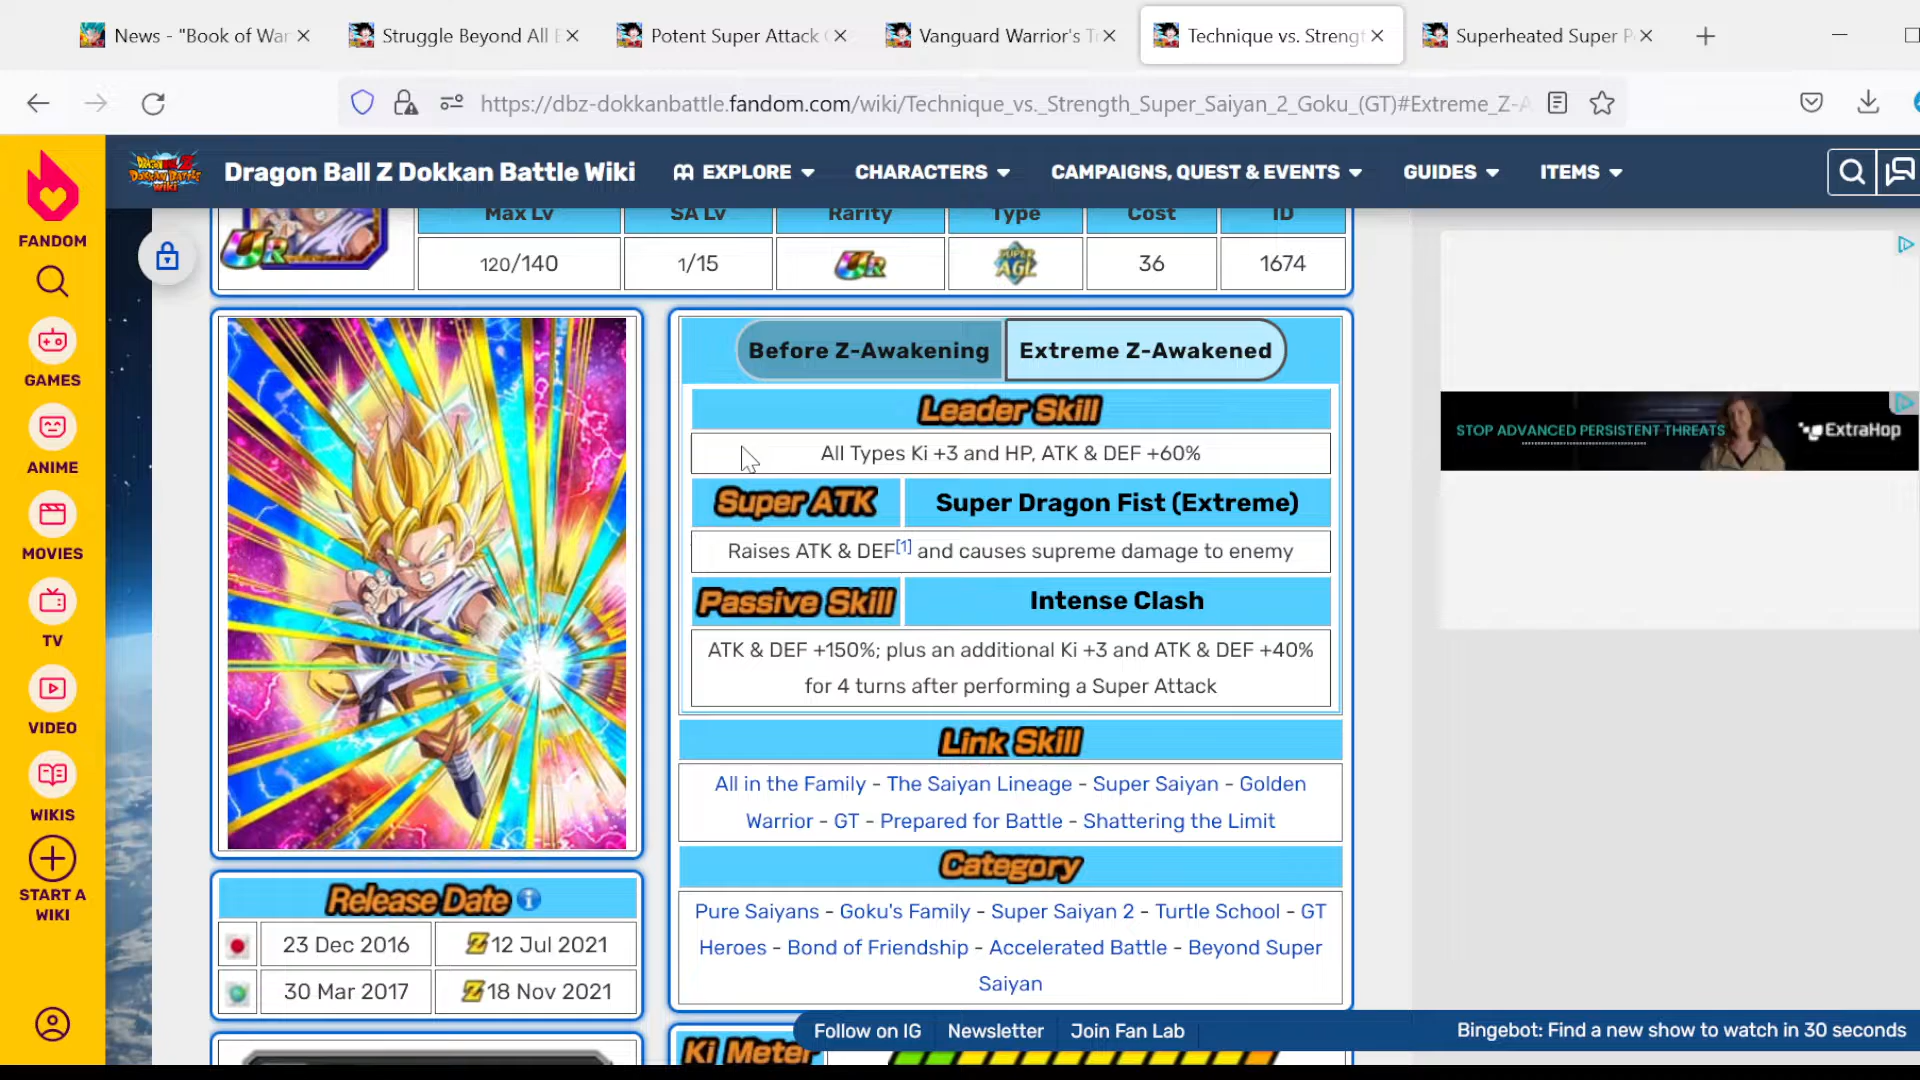 News - "Book of War
Struggle Beyond All E
Potent Super Attack
Vanguard Warrior's Tr
Technique vs. Strengt
Superheated Super P
https://dbz-dokkanbattle.fandom.com/wiki/Technique_vs._Strength_Super_Saiyan_2_Goku_(GT)#Extreme_Z-A
Dragon Ball Z Dokkan Battle Wiki
EXPLORE
CHARACTERS
CAMPAIGNS, QUEST & EVENTS
GUIDES
ITEMS
FANDOM
GAMES
ANIME
MOVIES
TV
VIDEO
WIKIS
START A
WIKI
Max Lv
SA Lv
Rarity
Type
Cost
ID
UR
120/140
1/15
UR
SUPER
AGL
36
1674
Before Z-Awakening
Extreme Z-Awakened
Leader Skill
All Types Ki +3 and HP, ATK & DEF +60%
Super ATK
Super Dragon Fist (Extreme)
Raises ATK & DEF[1] and causes supreme damage to enemy
Passive Skill
Intense Clash
ATK & DEF +150%; plus an additional Ki +3 and ATK & DEF +40%
for 4 turns after performing a Super Attack
Link Skill
All in the Family - The Saiyan Lineage - Super Saiyan - Golden
Warrior - GT - Prepared for Battle - Shattering the Limit
Category
Pure Saiyans - Goku's Family - Super Saiyan 2 - Turtle School - GT
Heroes - Bond of Friendship - Accelerated Battle - Beyond Super
Saiyan
Ki Meter
Release Date
23 Dec 2016
Z 12 Jul 2021
30 Mar 2017
Z 18 Nov 2021
STOP ADVANCED PERSISTENT THREATS
ExtraHop
Follow on IG
Newsletter
Join Fan Lab
Bingebot: Find a new show to watch in 30 seconds